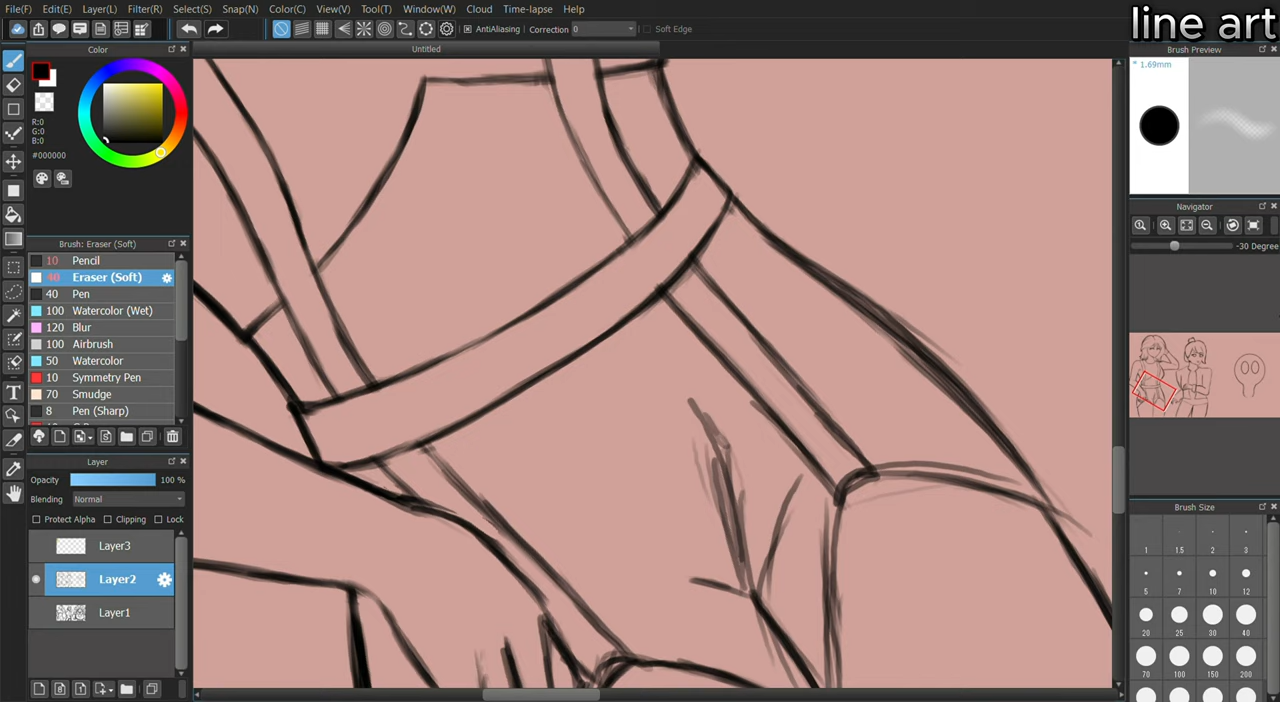 File(F) Edit(E) Layer(L) Filter(R) Select(S) Snap(N) Color(C) View(V) Tool(T) Window(W) Cloud Time-lapse Help
line art
AntiAliasing Correction 0 Soft Edge
Untitled
Color
R:0
G:0
B:0
#000000
Brush: Eraser (Soft)
10 Pencil
40 Eraser (Soft)
40 Pen
100 Watercolor (Wet)
120 Blur
100 Airbrush
50 Watercolor
10 Symmetry Pen
70 Smudge
8 Pen (Sharp)
Layer
Opacity 100 %
Blending Normal
Protect Alpha Clipping Lock
Layer3
Layer2
Layer1
Brush Preview
* 1.69mm
Navigator
-30 Degree
Brush Size
1 1.5 2 3
5 7 10 12
20 25 30 40
70 100 150 200